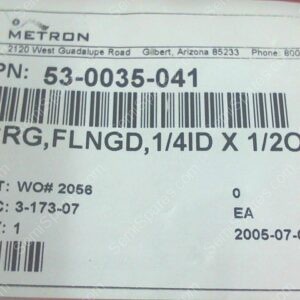 METRON
2120 West Guadalupe Road Gilbert, Arizona 85233 Phone: 800
PN: 53-0035-041
RG,FLNGD,1/4ID X 1/2O
T: WO# 2056 0
C: 3-173-07 EA
: 1 2005-07-0